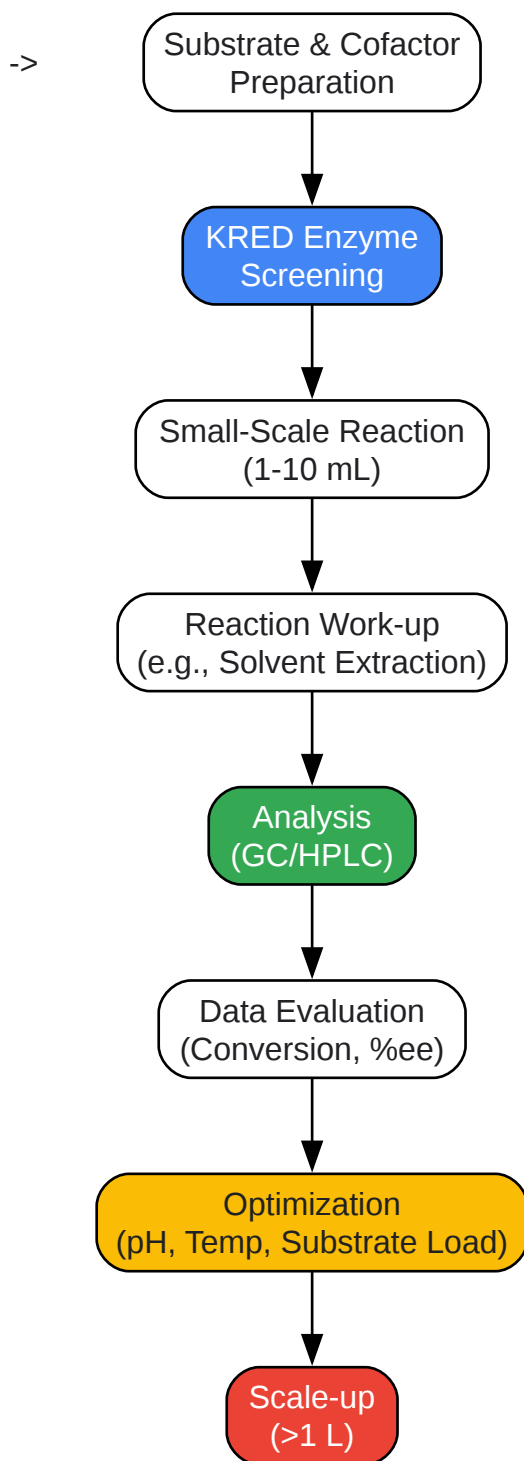 ->
Substrate & Cofactor
Preparation
KRED Enzyme
Screening
Small-Scale Reaction
(1-10 mL)
Reaction Work-up
(e.g., Solvent Extraction)
Analysis
(GC/HPLC)
Data Evaluation
(Conversion, %ee)
Optimization
(pH, Temp, Substrate Load)
Scale-up
(>1 L)